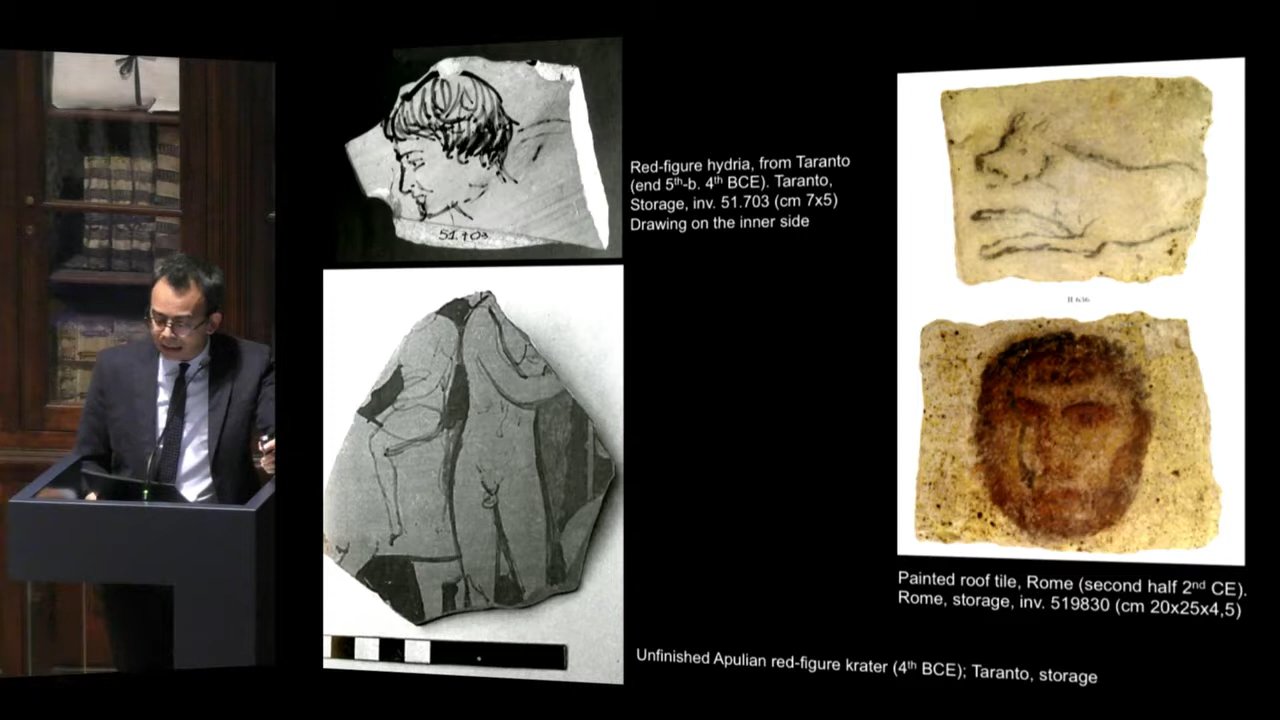 51.703
Red-figure hydria, from Taranto
(end 5th-b. 4th BCE). Taranto,
Storage, inv. 51.703 (cm 7x5)
Drawing on the inner side
II 636
Painted roof tile, Rome (second half 2nd CE).
Rome, storage, inv. 519830 (cm 20x25x4,5)
Unfinished Apulian red-figure krater (4th BCE); Taranto, storage